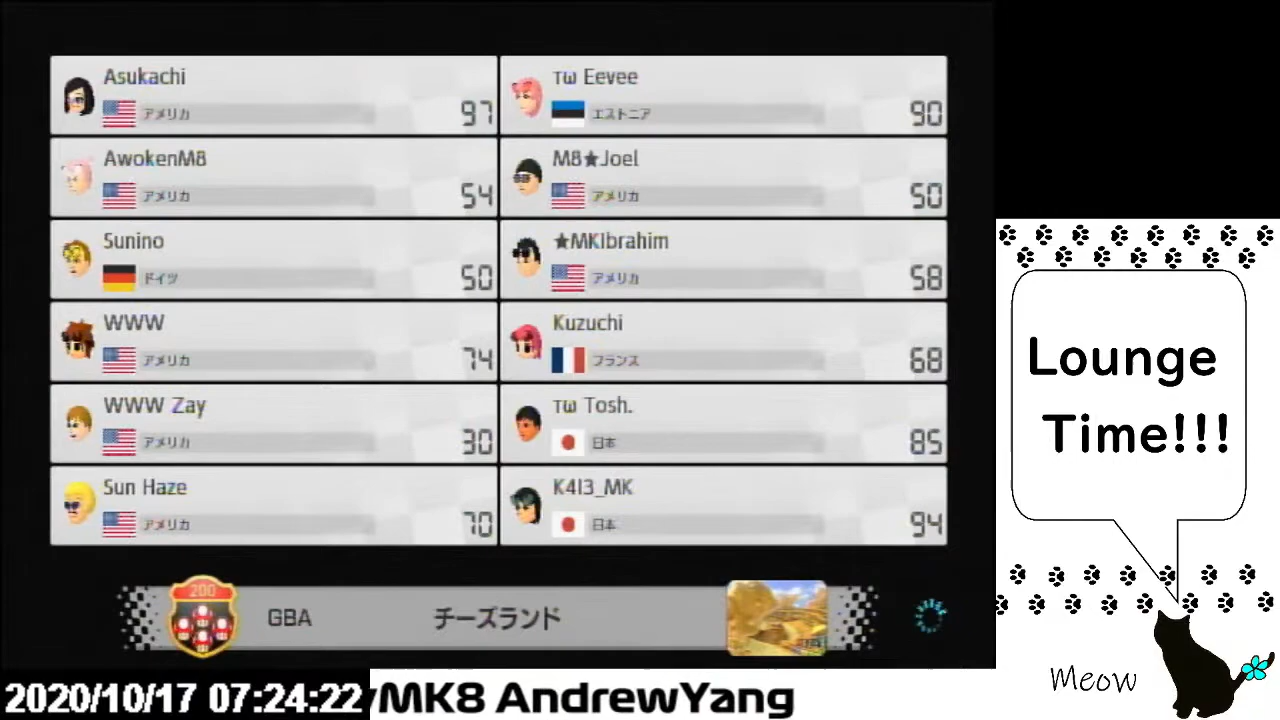 Asukachi
アメリカ 97
τω Eevee
エストニア 90
AwokenM8
アメリカ 54
M8★Joel
アメリカ 50
Sunino
ドイツ 50
★MKIbrahim
アメリカ 58
WWW
アメリカ 74
Kuzuchi
フランス 68
WWW Zay
アメリカ 30
τω Tosh.
日本 85
Sun Haze
アメリカ 70
K4I3_MK
日本 94
200
GBA チーズランド
Lounge
Time!!!
Meow
2020/10/17 07:24:22
MK8 AndrewYang